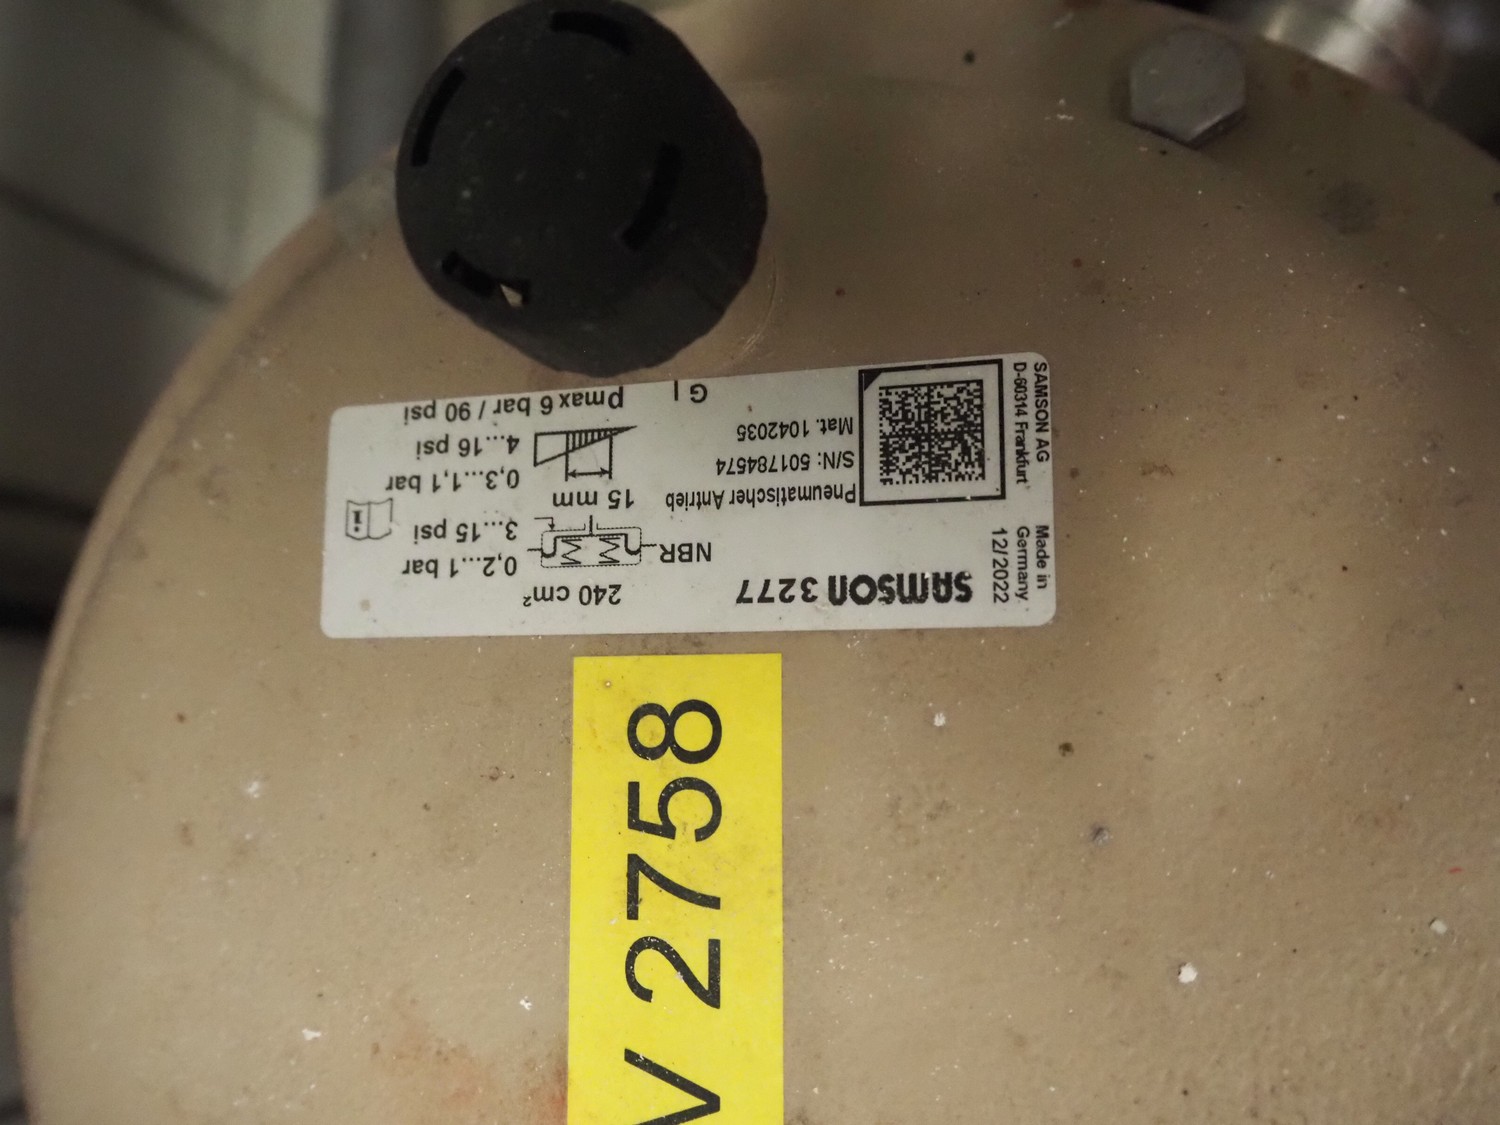 SAMSON 3277
Made in
Germany
12/2022
SAMSON AG
D-60314 Frankfurt
Pneumatischer Antrieb
S/N: 501784574
Mat. 1042035
G
240 cm²
NBR
0,2...1 bar
3...15 psi
15 mm
0,3...1,1 bar
4...16 psi
pmax 6 bar / 90 psi
i
V 2758